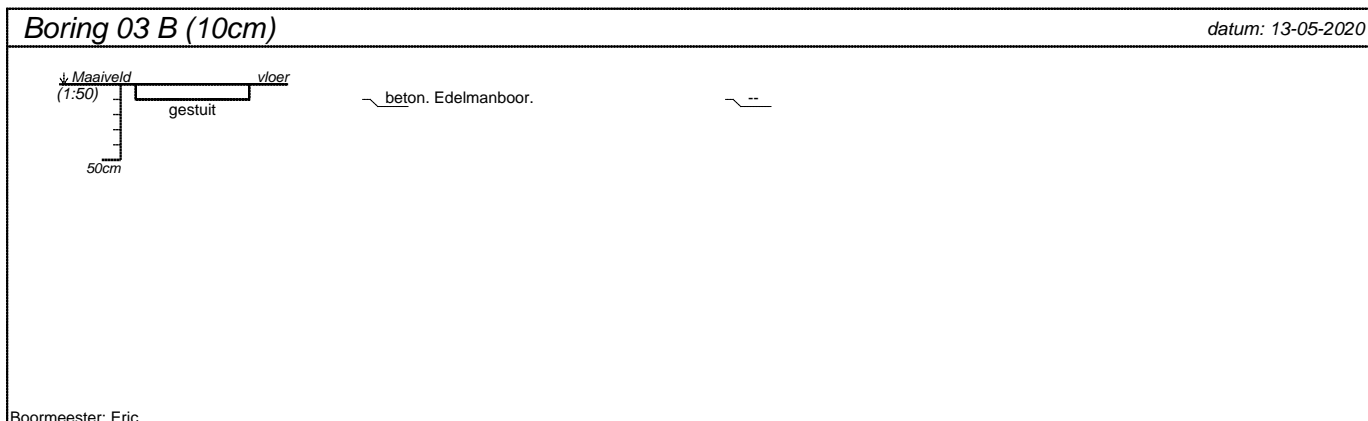 Boring 03 B (10cm)
datum: 13-05-2020
Maaiveld
vloer
(1:50)
gestuit
beton. Edelmanboor.
--
50cm
Boormeester: Eric